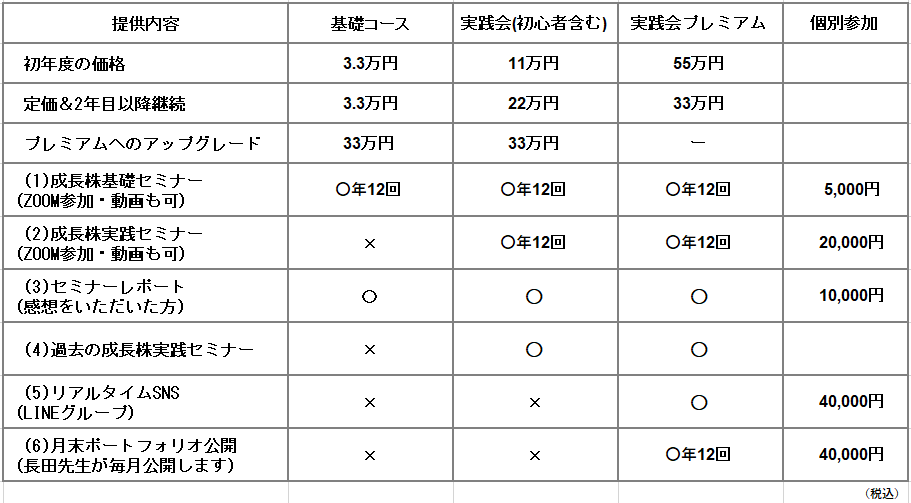 提供内容 基礎コース 実践会(初心者含む) 実践会プレミアム 個別参加
初年度の価格 3.3万円 11万円 55万円
定価＆2年目以降継続 3.3万円 22万円 33万円
プレミアムへのアップグレード 33万円 33万円 ー
(1)成長株基礎セミナー
(ZOOM参加・動画も可) 〇年12回 〇年12回 〇年12回 5,000円
(2)成長株実践セミナー
(ZOOM参加・動画も可) × 〇年12回 〇年12回 20,000円
(3)セミナーレポート
(感想をいただいた方) 〇 〇 〇 10,000円
(4)過去の成長株実践セミナー × 〇 〇
(5)リアルタイムSNS
(LINEグループ) × × 〇 40,000円
(6)月末ポートフォリオ公開
(長田先生が毎月公開します) × × 〇年12回 40,000円
（税込）